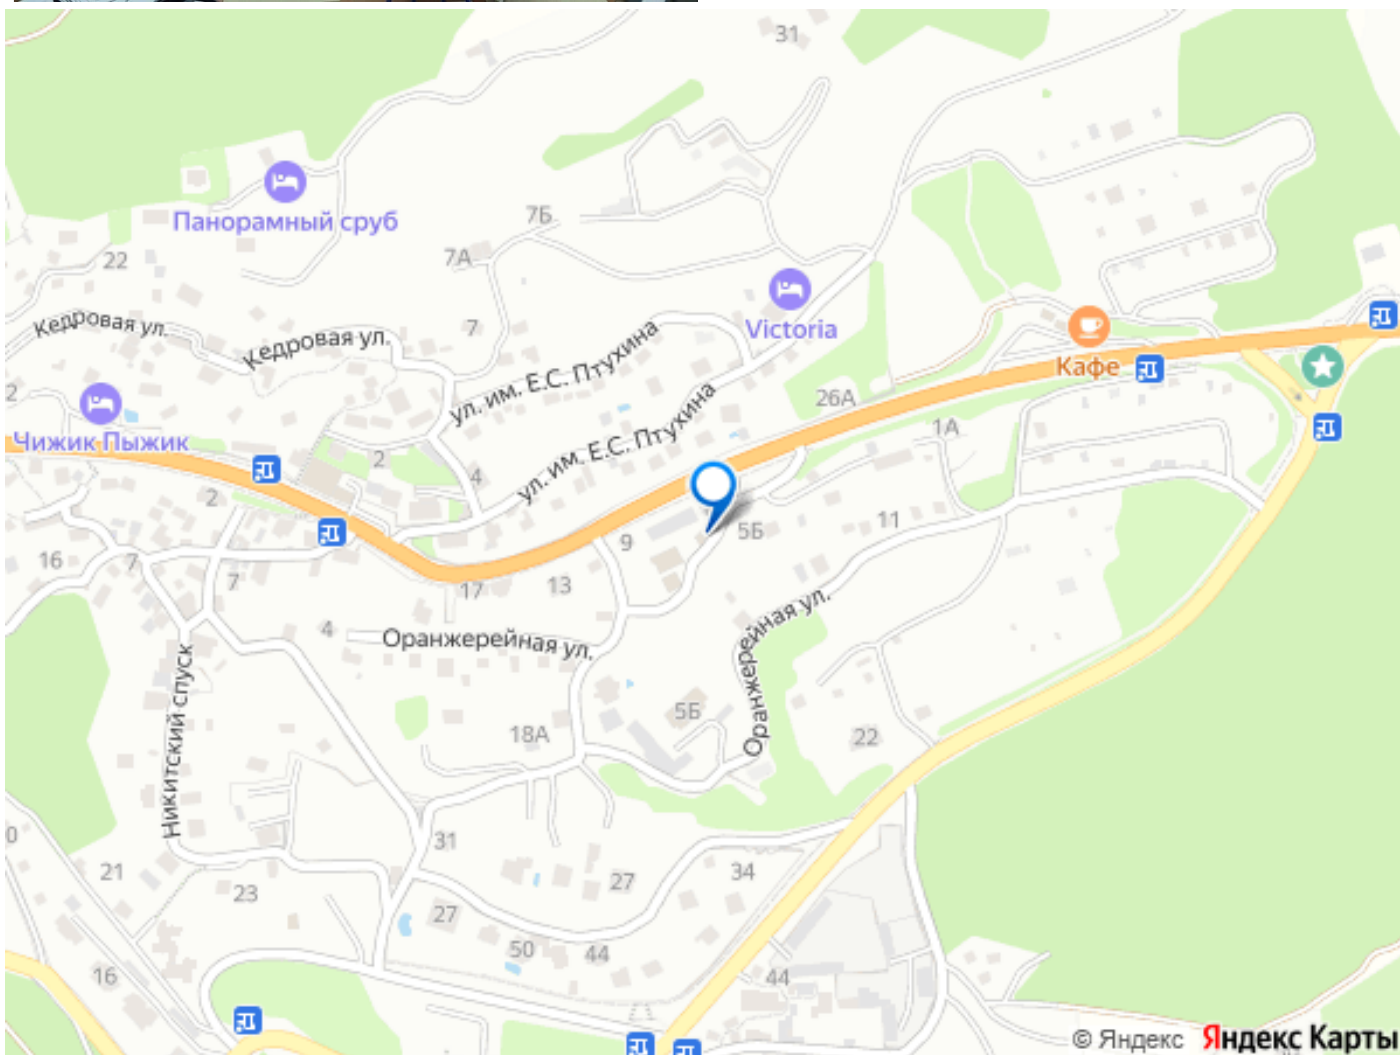 31
Панорамный сруб
7Б
7А
22
Victoria
Кедровая ул.
Кедровая ул.
7
ул. им. Е.С. Птухина
Кафе
2
26А
Чижик Пыжик
ул. им. Е.С. Птухина
1А
2
4
2
11
5Б
9
16
7
7
17
13
4
Оранжерейная ул.
Оранжерейная ул.
Никитский спуск
5Б
18А
22
0
31
21
34
27
23
27
50
44
16
44
© Яндекс Яндекс Карты